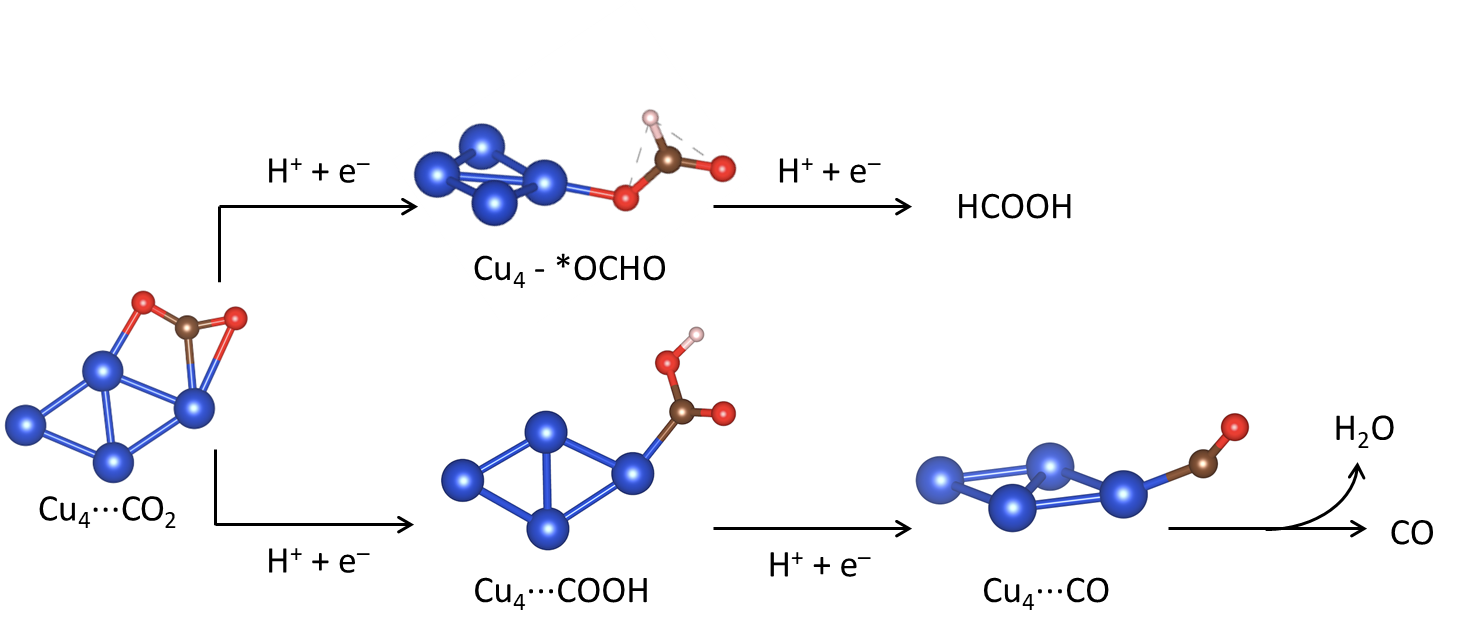 H⁺ + e⁻
H⁺ + e⁻
HCOOH
Cu₄ - *OCHO
Cu₄···CO₂
H⁺ + e⁻
Cu₄···COOH
H⁺ + e⁻
Cu₄···CO
H₂O
CO